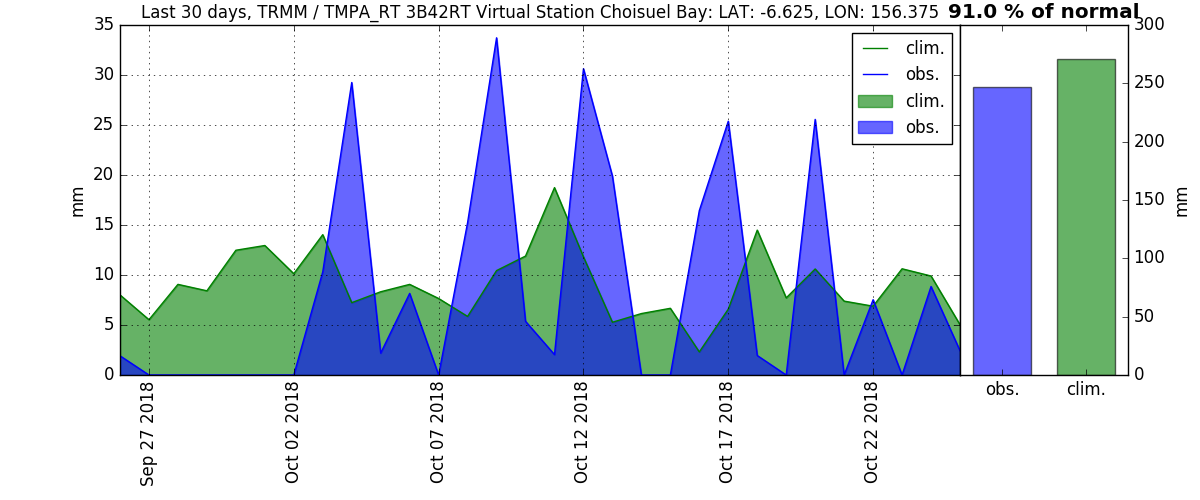 Last 30 days, TRMM / TMPA_RT 3B42RT Virtual Station Choisuel Bay: LAT: -6.625, LON: 156.375
91.0 % of normal
35
30
25
20
15
10
5
0
mm
clim.
obs.
clim.
obs.
Sep 27 2018
Oct 02 2018
Oct 07 2018
Oct 12 2018
Oct 17 2018
Oct 22 2018
300
250
200
150
100
50
0
mm
obs.
clim.